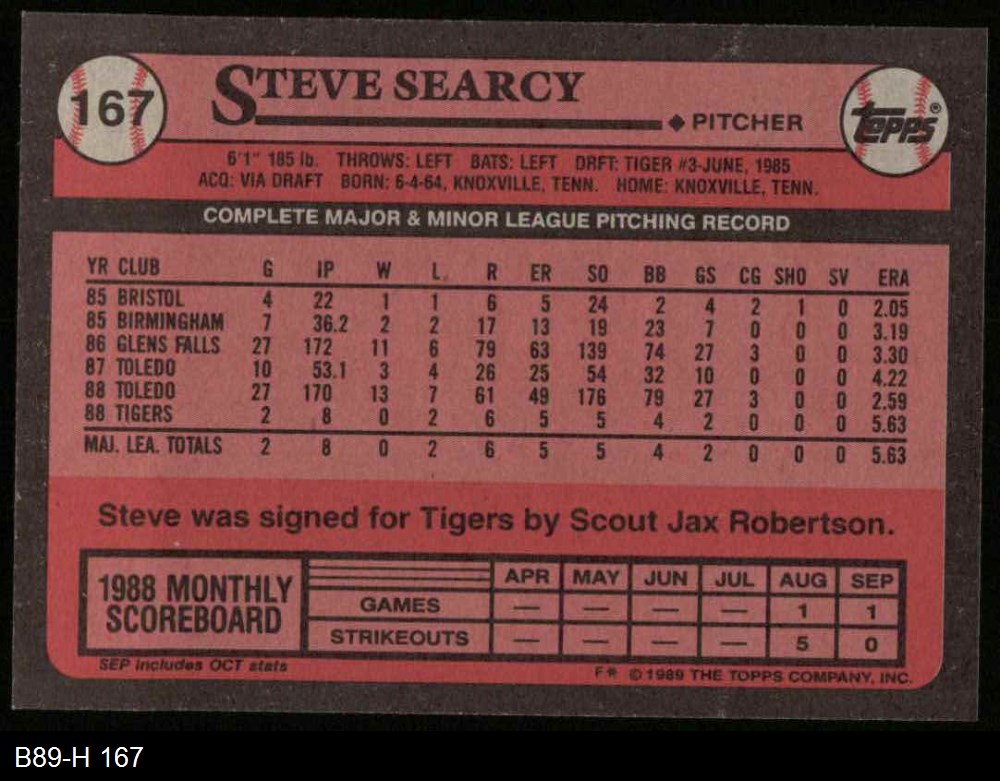 167
STEVE SEARCY
PITCHER
TOPPS®
6'1" 185 lb. THROWS: LEFT BATS: LEFT DRFT: TIGER #3-JUNE, 1985
ACQ: VIA DRAFT BORN: 6-4-64, KNOXVILLE, TENN. HOME: KNOXVILLE, TENN.
COMPLETE MAJOR & MINOR LEAGUE PITCHING RECORD
YR CLUB G IP W L R ER SO BB GS CG SHO SV ERA
85 BRISTOL 4 22 1 1 6 5 24 2 4 2 1 0 2.05
85 BIRMINGHAM 7 36.2 2 2 17 13 19 23 7 0 0 0 3.19
86 GLENS FALLS 27 172 11 6 79 63 139 74 27 3 0 0 3.30
87 TOLEDO 10 53.1 3 4 26 25 54 32 10 0 0 0 4.22
88 TOLEDO 27 170 13 7 61 49 176 79 27 3 0 0 2.59
88 TIGERS 2 8 0 2 6 5 5 4 2 0 0 0 5.63
MAJ. LEA. TOTALS 2 8 0 2 6 5 5 4 2 0 0 0 5.63
Steve was signed for Tigers by Scout Jax Robertson.
1988 MONTHLY SCOREBOARD
APR MAY JUN JUL AUG SEP
GAMES — — — — 1 1
STRIKEOUTS — — — — 5 0
SEP includes OCT stats
F* © 1989 THE TOPPS COMPANY, INC.
B89-H 167